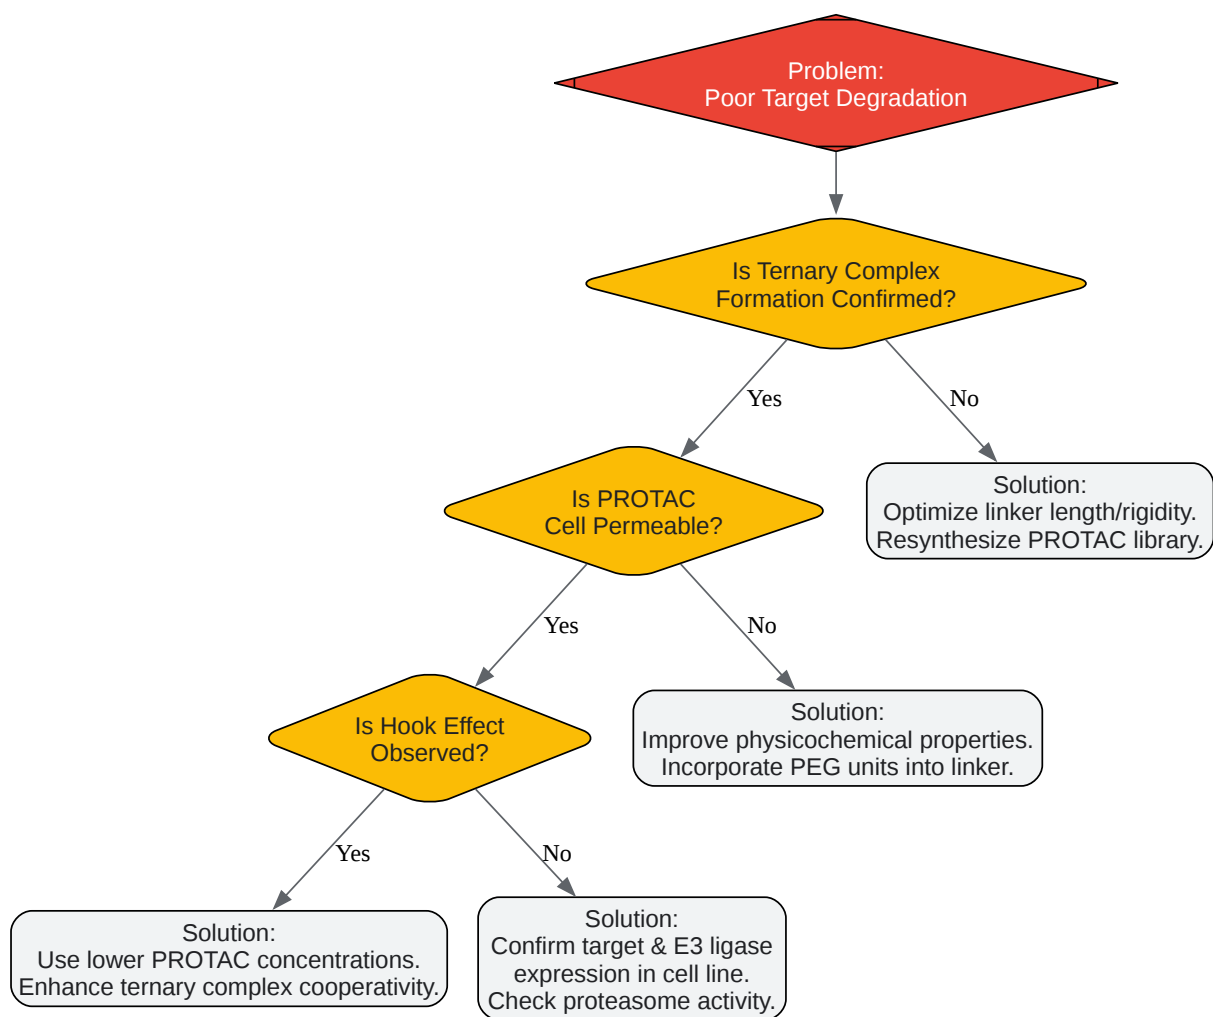 Problem:
Poor Target Degradation
Is Ternary Complex
Formation Confirmed?
Yes
No
Is PROTAC
Cell Permeable?
Solution:
Optimize linker length/rigidity.
Resynthesize PROTAC library.
Yes
No
Is Hook Effect
Observed?
Solution:
Improve physicochemical properties.
Incorporate PEG units into linker.
Yes
No
Solution:
Use lower PROTAC concentrations.
Enhance ternary complex cooperativity.
Solution:
Confirm target & E3 ligase
expression in cell line.
Check proteasome activity.